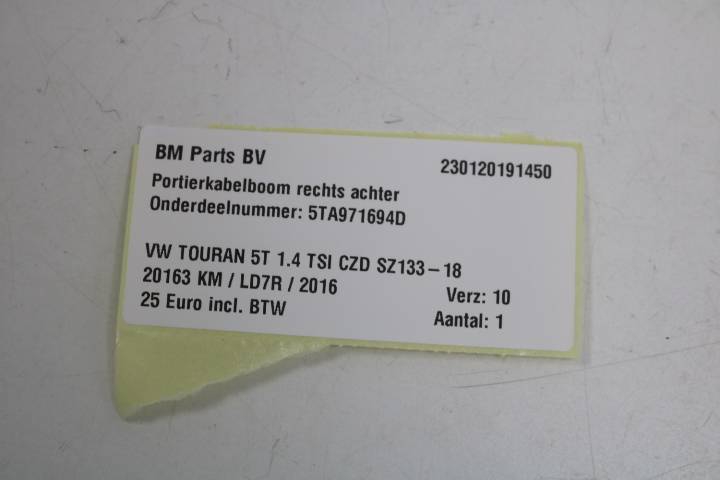 BM Parts BV 230120191450
Portierkabelboom rechts achter
Onderdeelnummer: 5TA971694D
VW TOURAN 5T 1.4 TSI CZD SZ133-18
20163 KM / LD7R / 2016 Verz: 10
25 Euro incl. BTW Aantal: 1